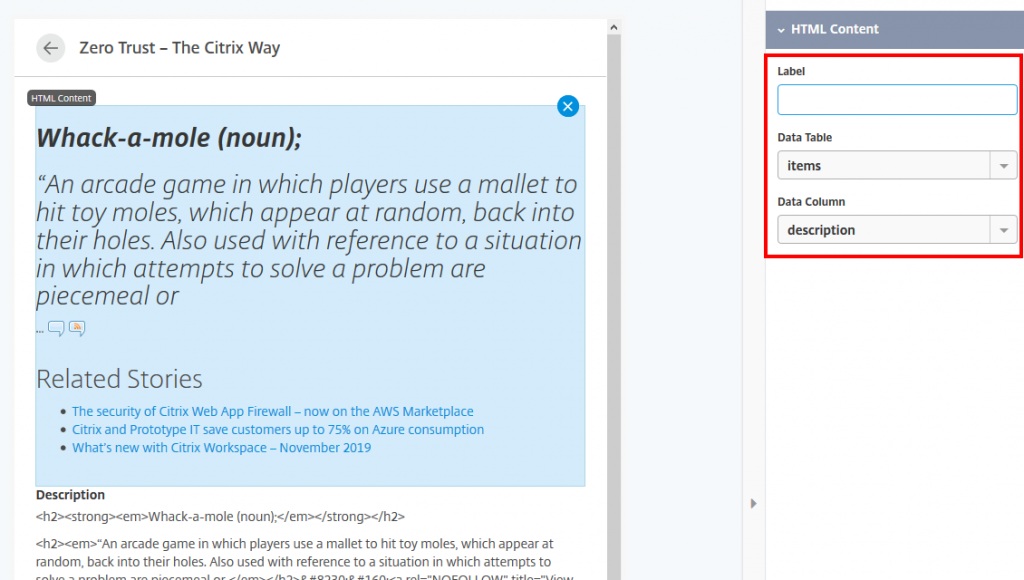 Zero Trust – The Citrix Way
HTML Content
Whack-a-mole (noun);
“An arcade game in which players use a mallet to
hit toy moles, which appear at random, back into
their holes. Also used with reference to a situation
in which attempts to solve a problem are
piecemeal or
...
Related Stories
• The security of Citrix Web App Firewall – now on the AWS Marketplace
• Citrix and Prototype IT save customers up to 75% on Azure consumption
• What’s new with Citrix Workspace – November 2019
Description
<h2><strong><em>Whack-a-mole (noun);</em></strong></h2>
<h2><em>“An arcade game in which players use a mallet to hit toy moles, which appear at
random, back into their holes. Also used with reference to a situation in which attempts to
solve a problem are piecemeal or </em></h2>&#8230;&#160;<a rel="NOFOLLOW" title="View
HTML Content
Label
Data Table
items
Data Column
description